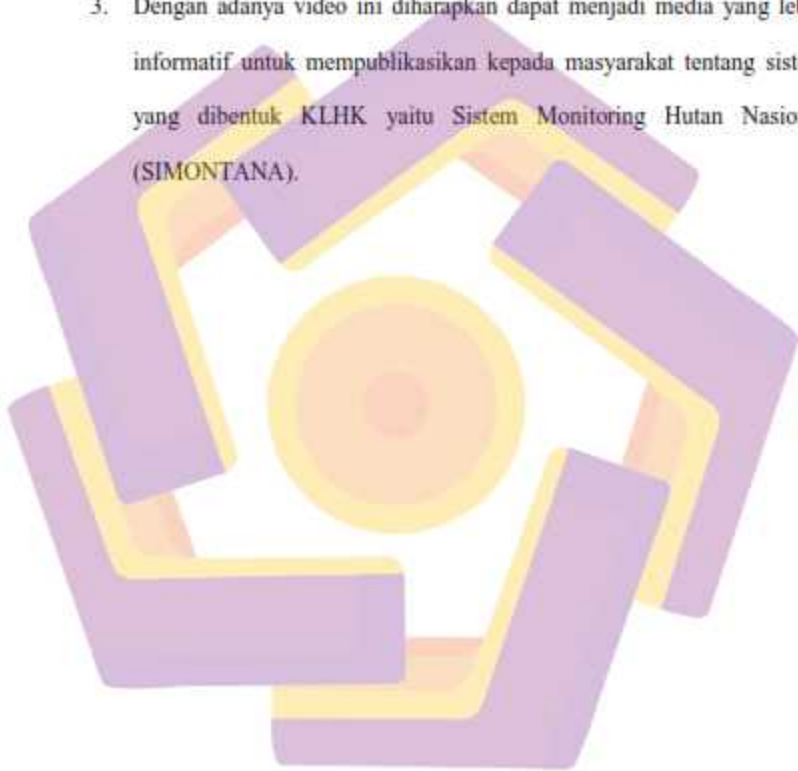 3. Dengan adanya video ini diharapkan dapat menjadi media yang
informatif untuk mempublikasikan kepada masyarakat tentang
yang dibentuk KLHK yaitu Sistem Monitoring Hutan
(SIMONTANA).